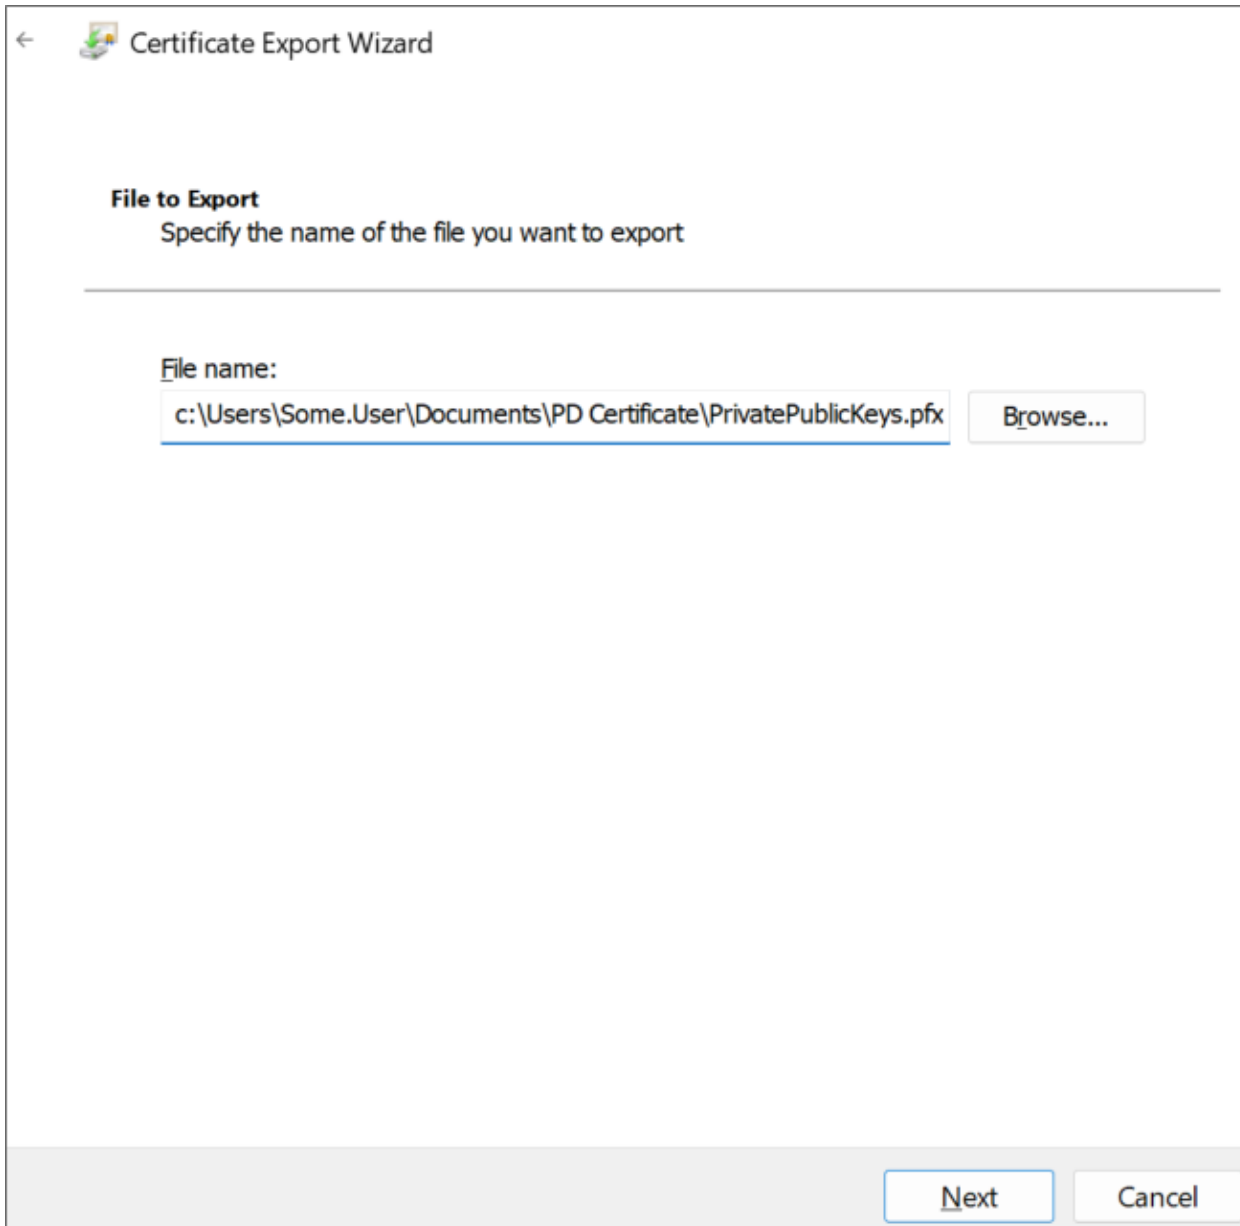 Certificate Export Wizard
File to Export
Specify the name of the file you want to export
File name:
c:\Users\Some.User\Documents\PD Certificate\PrivatePublicKeys.pfx
Browse...
Next
Cancel